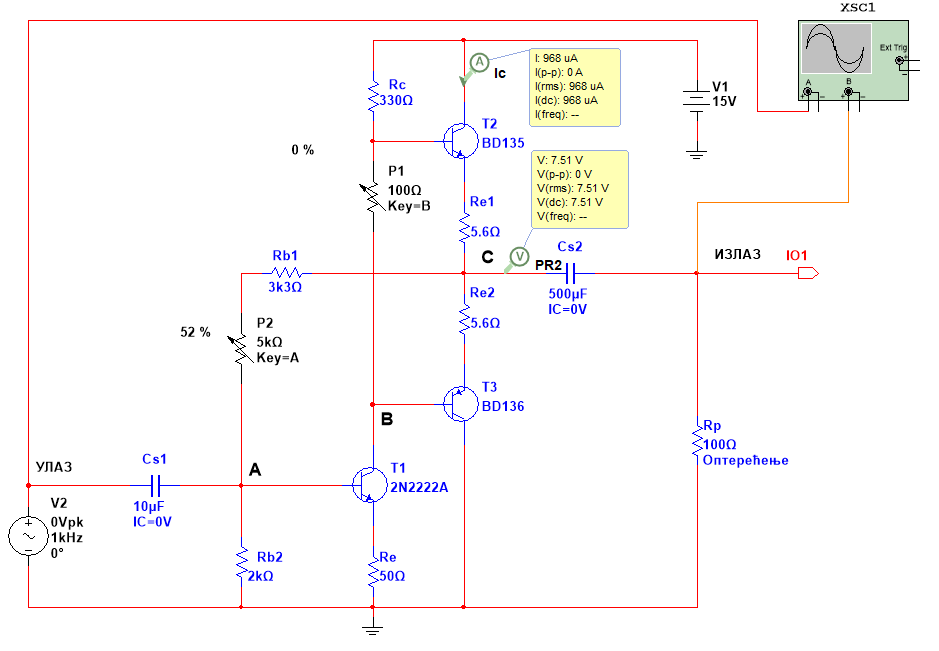 XSC1
Ext Trig
A
B
Rc
330Ω
A
Ic
I: 968 uA
I(p-p): 0 A
I(rms): 968 uA
I(dc): 968 uA
I(freq): --
V1
15V
T2
BD135
0 %
P1
100Ω
Key=B
V: 7.51 V
V(p-p): 0 V
V(rms): 7.51 V
V(dc): 7.51 V
V(freq): --
Re1
5.6Ω
C
V
PR2
Cs2
500µF
IC=0V
ИЗЛАЗ
IO1
Rb1
3k3Ω
Re2
5.6Ω
52 %
P2
5kΩ
Key=A
T3
BD136
B
Rp
100Ω
Оптерећење
УЛАЗ
Cs1
10µF
IC=0V
A
T1
2N2222A
V2
0Vpk
1kHz
0°
Rb2
2kΩ
Re
50Ω